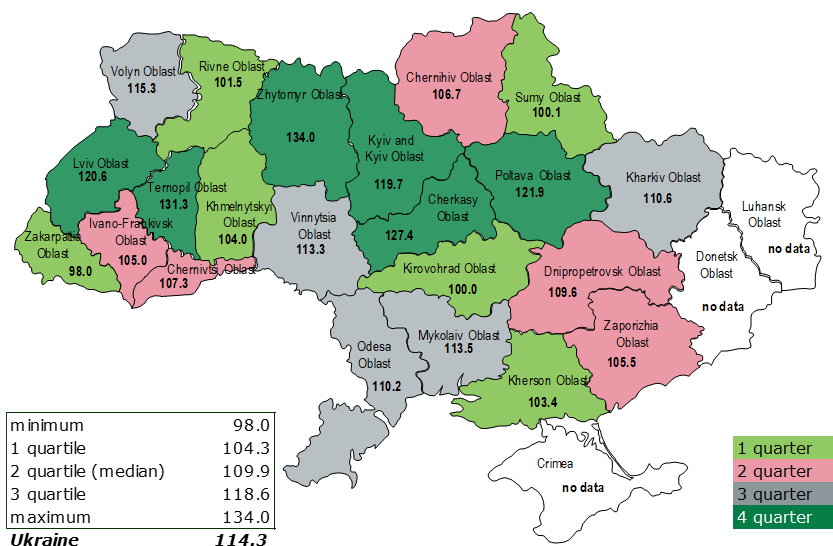 Volyn Oblast
115.3
Rivne Oblast
101.5
Zhytomyr Oblast
134.0
Kyiv and
Kyiv Oblast
119.7
Chernihiv Oblast
106.7
Sumy Oblast
100.1
Lviv Oblast
120.6
Ternopil Oblast
131.3
Khmelnytskyi
Oblast
104.0
Ivano-Frankivsk
Oblast
105.0
Zakarpattia
Oblast
98.0
Chernivtsi Oblast
107.3
Vinnytsia
Oblast
113.3
Cherkasy
Oblast
127.4
Poltava Oblast
121.9
Kharkiv Oblast
110.6
Luhansk
Oblast
no data
Donetsk
Oblast
no data
Kirovohrad Oblast
100.0
Dnipropetrovsk Oblast
109.6
Zaporizhia
Oblast
105.5
Odesa
Oblast
110.2
Mykolaiv Oblast
113.5
Kherson Oblast
103.4
Crimea
no data
minimum 98.0
1 quartile 104.3
2 quartile (median) 109.9
3 quartile 118.6
maximum 134.0
Ukraine 114.3
1 quarter
2 quarter
3 quarter
4 quarter